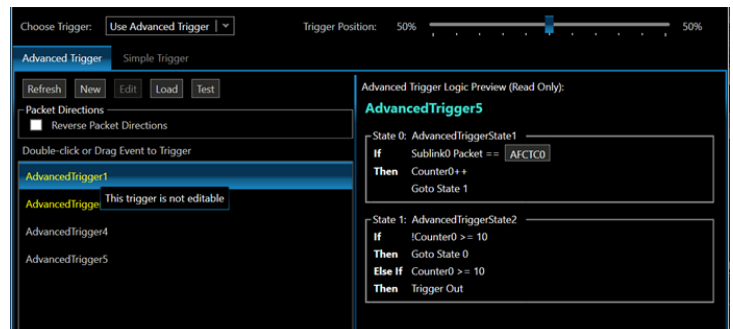 Choose Trigger: Use Advanced Trigger Trigger Position: 50% 50%
Advanced Trigger Simple Trigger
Refresh New Edit Load Test
Packet Directions
Reverse Packet Directions
Double-click or Drag Event to Trigger
AdvancedTrigger1
AdvancedTrigge
This trigger is not editable
AdvancedTrigger4
AdvancedTrigger5
Advanced Trigger Logic Preview (Read Only):
AdvancedTrigger5
State 0: AdvancedTriggerState1
If Sublink0 Packet == AFCTC0
Then Counter0++
Goto State 1
State 1: AdvancedTriggerState2
If !Counter0 >= 10
Then Goto State 0
Else If Counter0 >= 10
Then Trigger Out